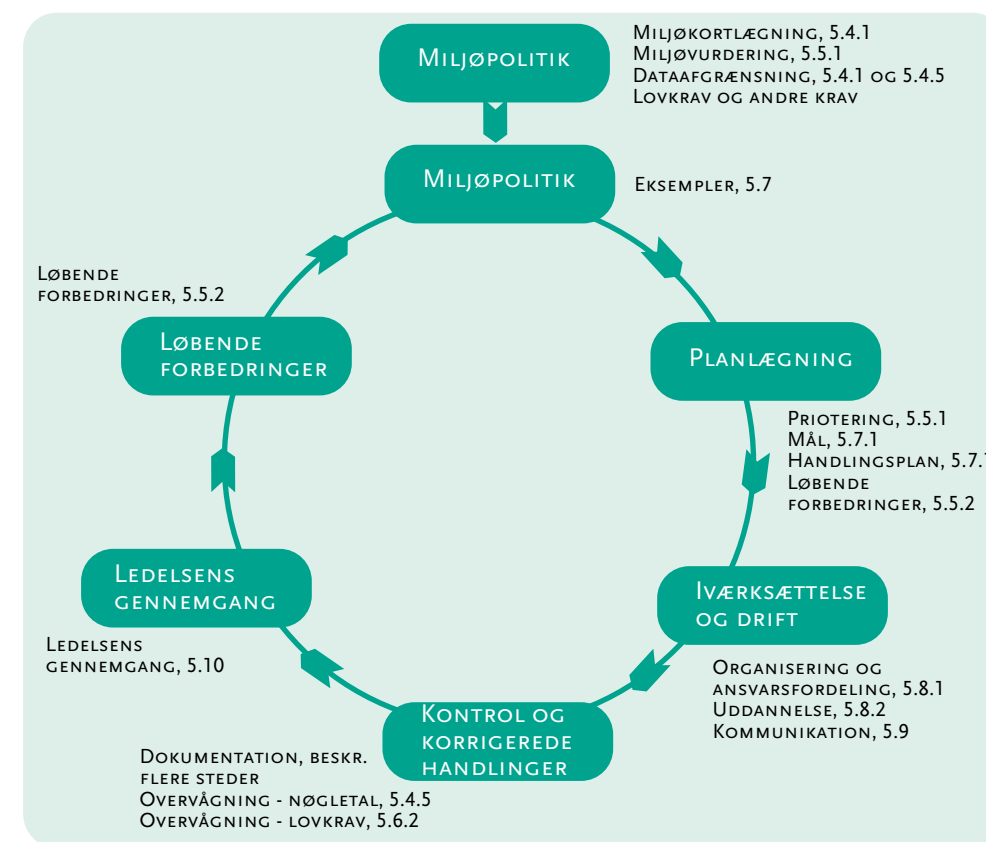 Miljøpolitik
Miljøkortlægning, 5.4.1
Miljøvurdering, 5.5.1
Dataafgrænsning, 5.4.1 og 5.4.5
Lovkrav og andre krav
Miljøpolitik
Eksempler, 5.7
Løbende
forbedringer, 5.5.2
Løbende
forbedringer
Planlægning
Priotering, 5.5.1
Mål, 5.7.1
Handlingsplan, 5.7.1
Løbende
forbedringer, 5.5.2
Ledelsens
gennemgang
Ledelsens
gennemgang, 5.10
Iværksættelse
og drift
Organisering og
ansvarsfordeling, 5.8.1
Uddannelse, 5.8.2
Kommunikation, 5.9
Kontrol og
korrigerede
handlinger
Dokumentation, beskr.
flere steder
Overvågning - nøgletal, 5.4.5
Overvågning - lovkrav, 5.6.2